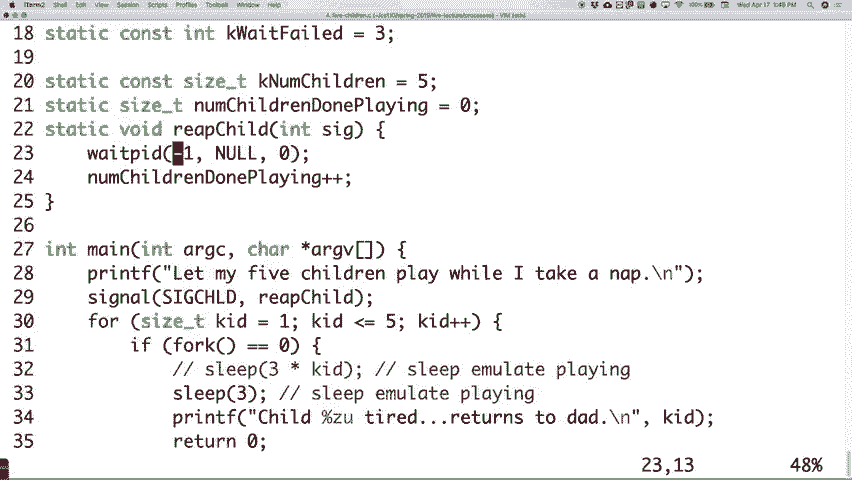 iTerm2 Shell Edit View Session Scripts Profiles Toolbelt Window Help 100% Wed Apr 17 1:49 PM
18 static const int kWaitFailed = 3;
19
20 static const size_t kNumChildren = 5;
21 static size_t numChildrenDonePlaying = 0;
22 static void reapChild(int sig) {
23     waitpid(-1, NULL, 0);
24     numChildrenDonePlaying++;
25 }
26
27 int main(int argc, char *argv[]) {
28     printf("Let my five children play while I take a nap.\n");
29     signal(SIGCHLD, reapChild);
30     for (size_t kid = 1; kid <= 5; kid++) {
31         if (fork() == 0) {
32             // sleep(3 * kid); // sleep emulate playing
33             sleep(3); // sleep emulate playing
34             printf("Child %zu tired...returns to dad.\n", kid);
35             return 0;
23,13 48%